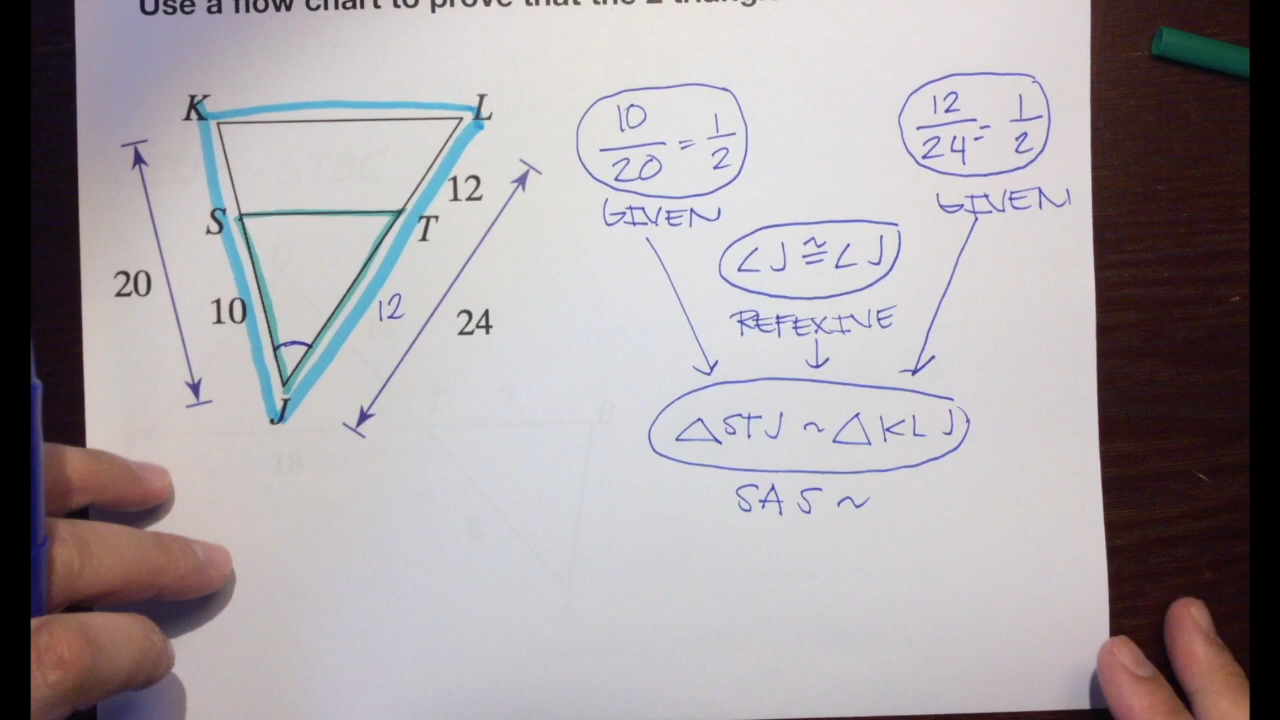 Use a flow chart to prove that the 2 triang
K
L
12
S
T
20
10
12
24
J
10/20 = 1/2
GIVEN
12/24 = 1/2
GIVEN
∠J ≅ ∠J
REFEXIVE
△STJ ~ △KLJ
SAS ~